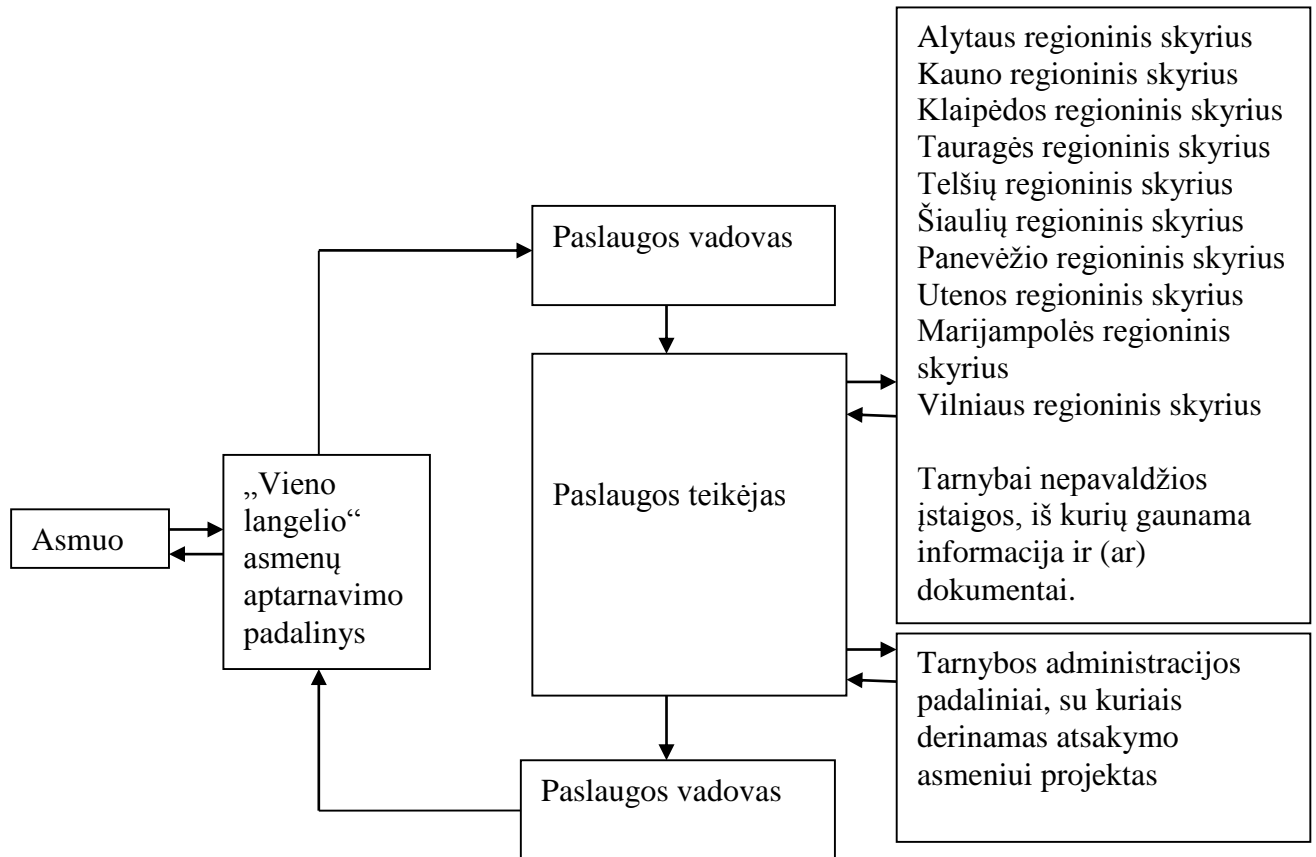 Asmuo
„Vieno
langelio“
asmenų
aptarnavimo
padalinys
Paslaugos vadovas
Paslaugos teikėjas
Paslaugos vadovas
Alytaus regioninis skyrius
Kauno regioninis skyrius
Klaipėdos regioninis skyrius
Tauragės regioninis skyrius
Telšių regioninis skyrius
Šiaulių regioninis skyrius
Panevėžio regioninis skyrius
Utenos regioninis skyrius
Marijampolės regioninis
skyrius
Vilniaus regioninis skyrius
Tarnybai nepavaldžios
įstaigos, iš kurių gaunama
informacija ir (ar)
dokumentai.
Tarnybos administracijos
padaliniai, su kuriais
derinamas atsakymo
asmeniui projektas